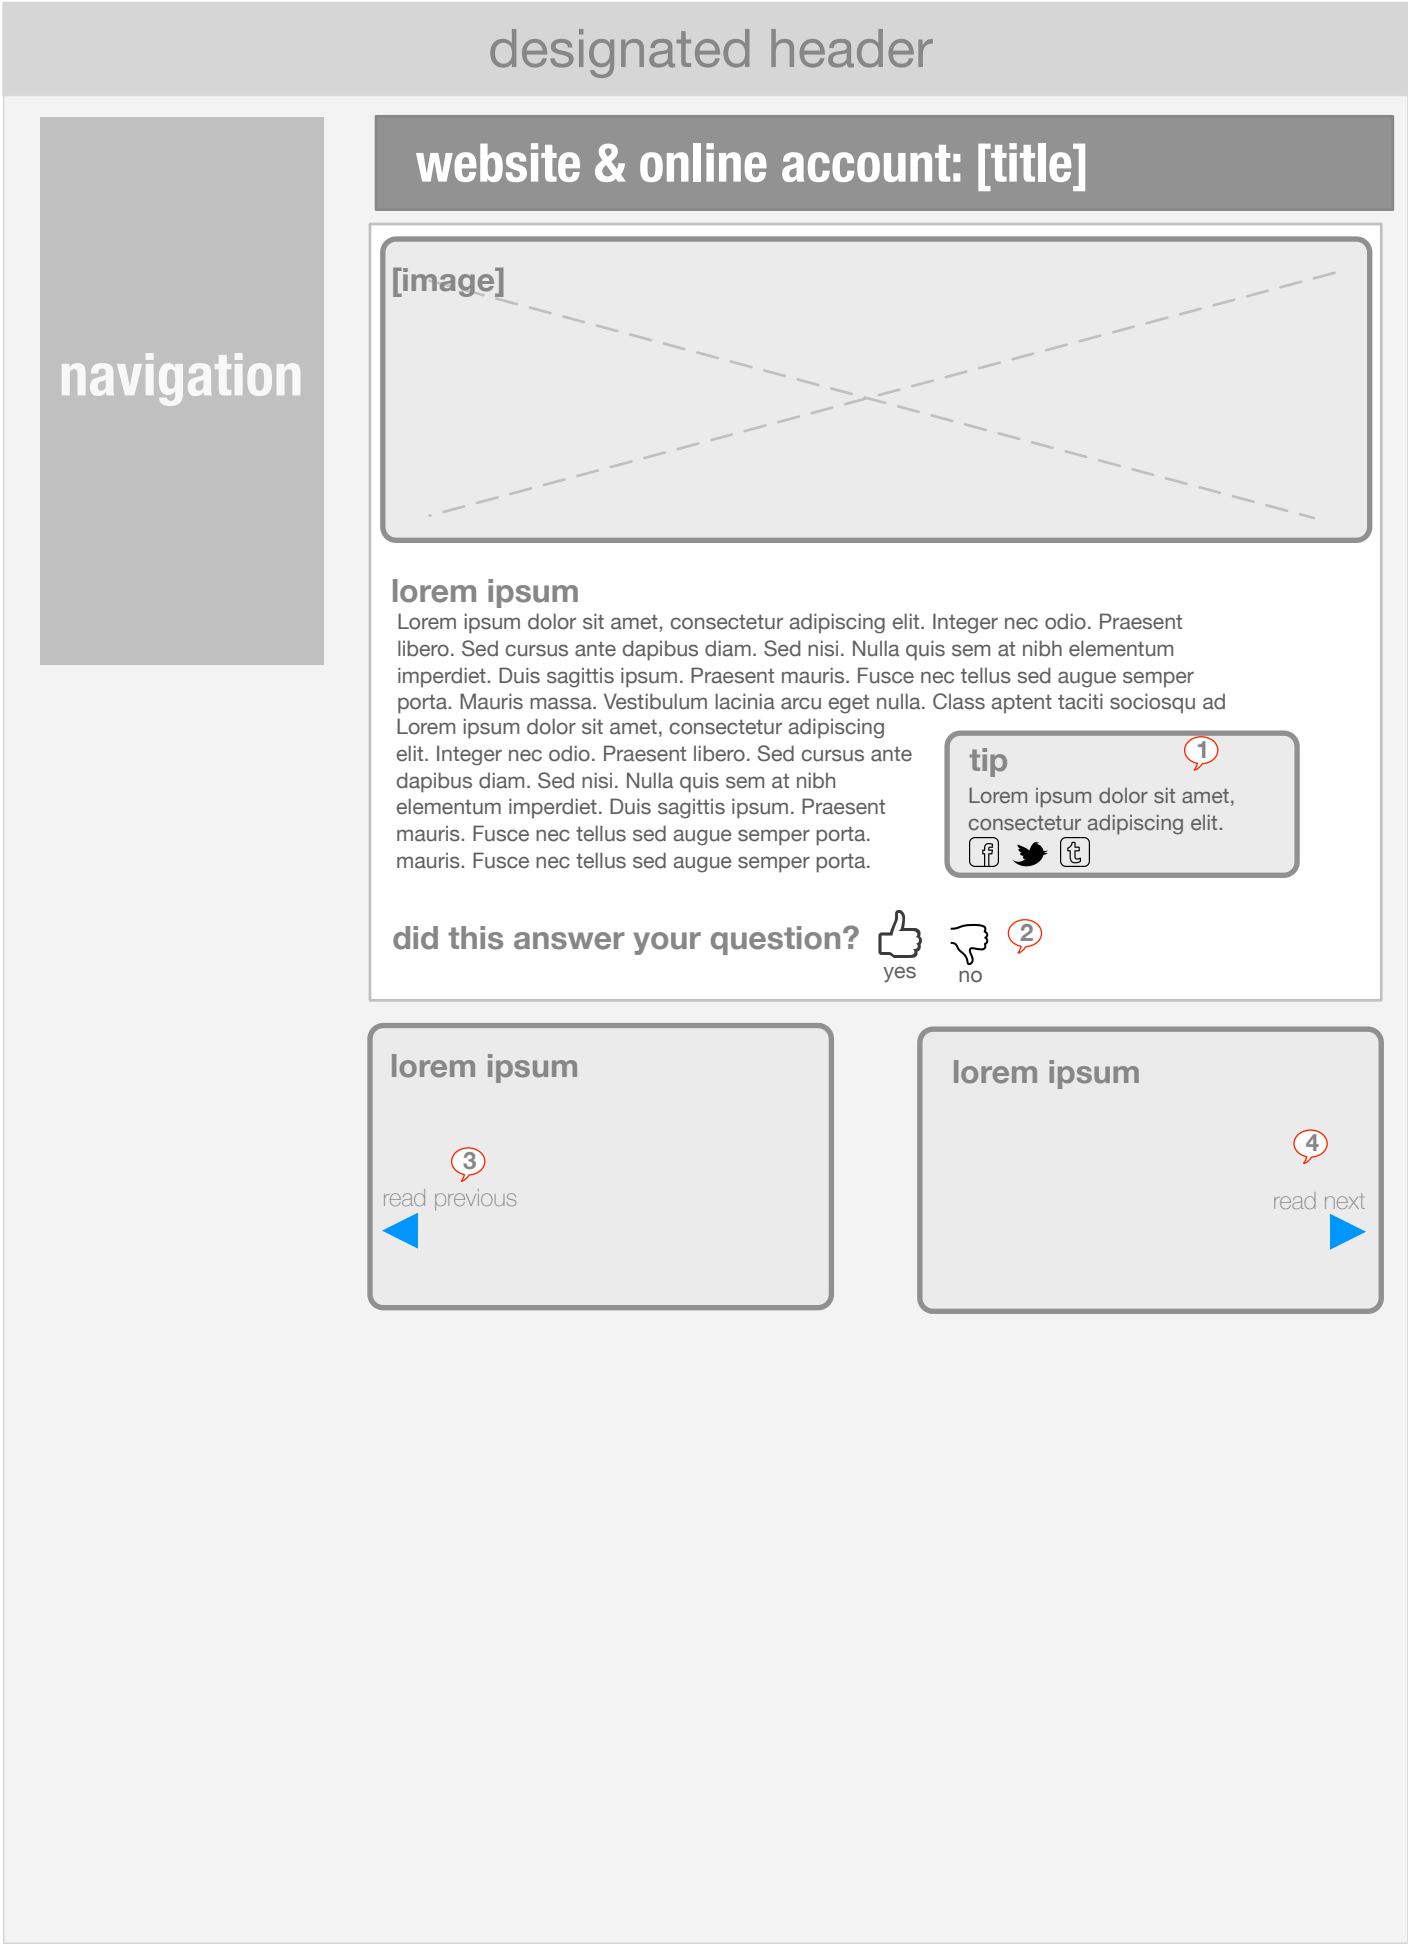 designated header
navigation
website & online account: [title]
[image]
lorem ipsum
Lorem ipsum dolor sit amet, consectetur adipiscing elit. Integer nec odio. Praesent
libero. Sed cursus ante dapibus diam. Sed nisi. Nulla quis sem at nibh elementum
imperdiet. Duis sagittis ipsum. Praesent mauris. Fusce nec tellus sed augue semper
porta. Mauris massa. Vestibulum lacinia arcu eget nulla. Class aptent taciti sociosqu ad
Lorem ipsum dolor sit amet, consectetur adipiscing
elit. Integer nec odio. Praesent libero. Sed cursus ante
dapibus diam. Sed nisi. Nulla quis sem at nibh
elementum imperdiet. Duis sagittis ipsum. Praesent
mauris. Fusce nec tellus sed augue semper porta.
mauris. Fusce nec tellus sed augue semper porta.
tip
1
Lorem ipsum dolor sit amet,
consectetur adipiscing elit.
f t
did this answer your question?
yes
no
2
lorem ipsum
3
read previous
lorem ipsum
4
read next